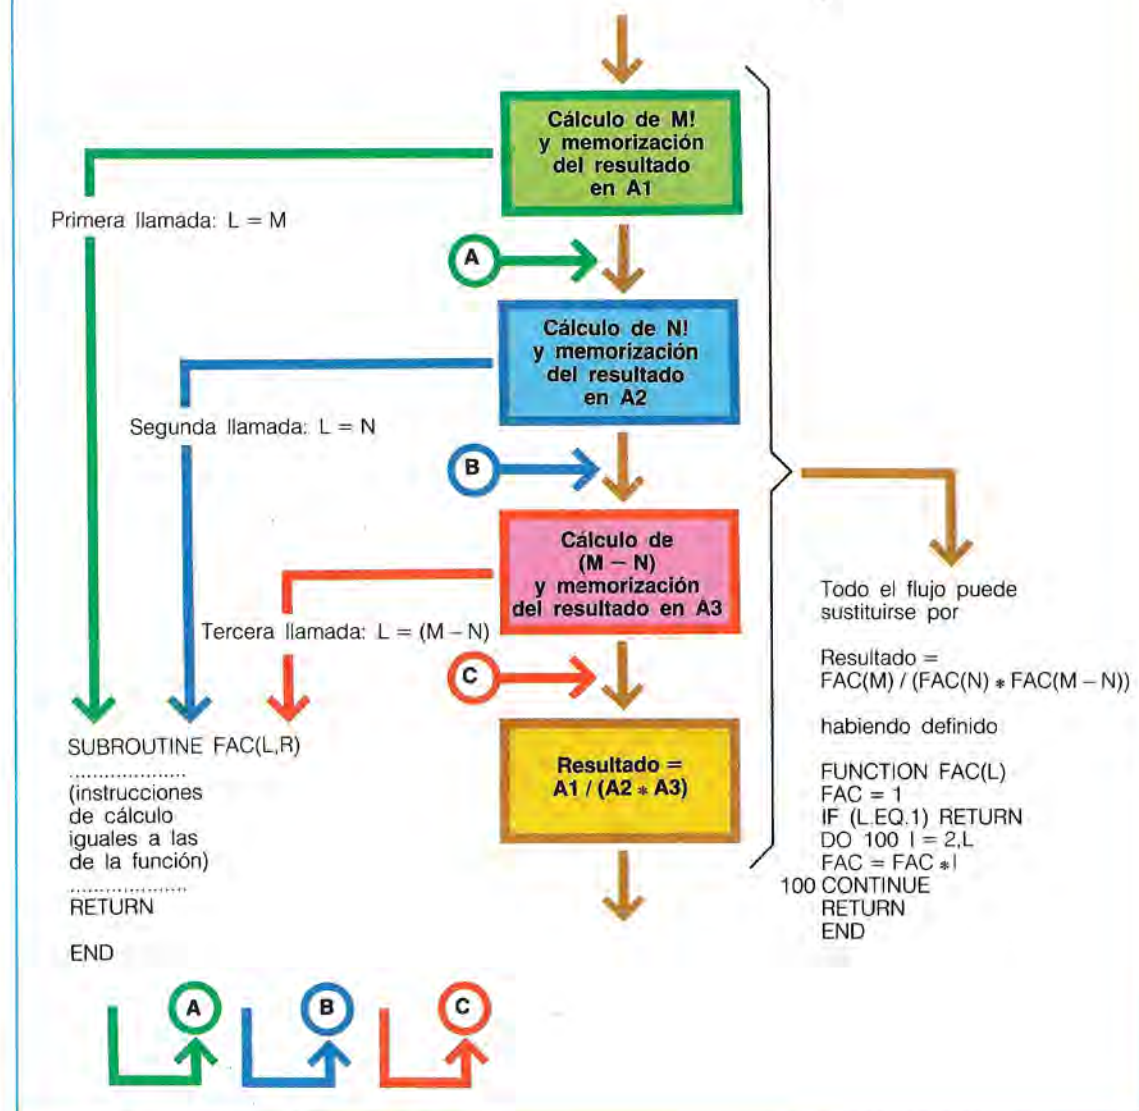 Cálculo de M!
y memorización
del resultado
en A1
Primera llamada: L = M
A
Cálculo de N!
y memorización
del resultado
en A2
Segunda llamada: L = N
B
Cálculo de
(M – N)
y memorización
del resultado en A3
Tercera llamada: L = (M – N)
C
Resultado =
A1 / (A2 * A3)
SUBROUTINE FAC(L,R)
.....................
(instrucciones
de cálculo
iguales a las
de la función)
.....................
RETURN
END
A
B
C
Todo el flujo puede
sustituirse por
Resultado =
FAC(M) / (FAC(N) * FAC(M – N))
habiendo definido
FUNCTION FAC(L)
FAC = 1
IF (L.EQ.1) RETURN
DO 100 I = 2,L
FAC = FAC * I
100 CONTINUE
RETURN
END